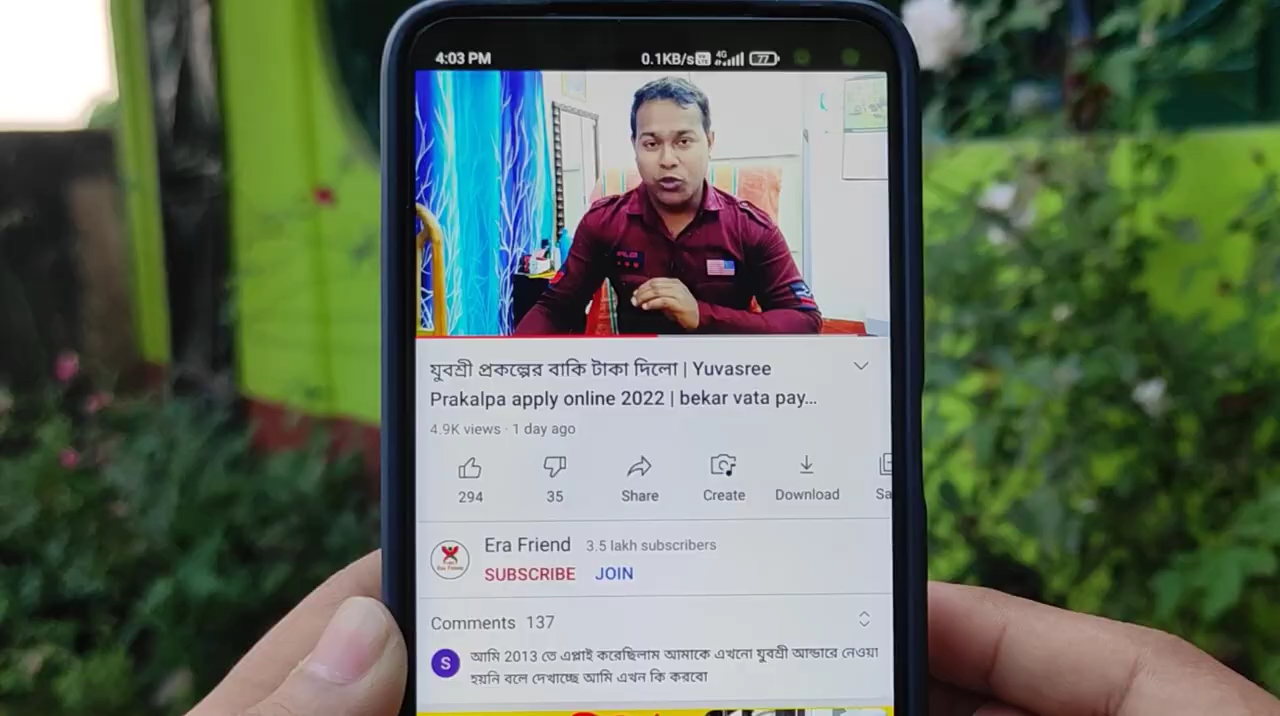 4:03 PM
0.1KB/s 4G 77
যুবশ্রী প্রকল্পের বাকি টাকা দিলো | Yuvasree
Prakalpa apply online 2022 | bekar vata pay...
4.9K views · 1 day ago
294 35 Share Create Download Sa
Era Friend 3.5 lakh subscribers
SUBSCRIBE JOIN
Comments 137
S
আমি 2013 তে এপ্লাই করেছিলাম আমাকে এখনো যুবশ্রী আন্ডারে নেওয়া
হয়নি বলে দেখাচ্ছে আমি এখন কি করবো